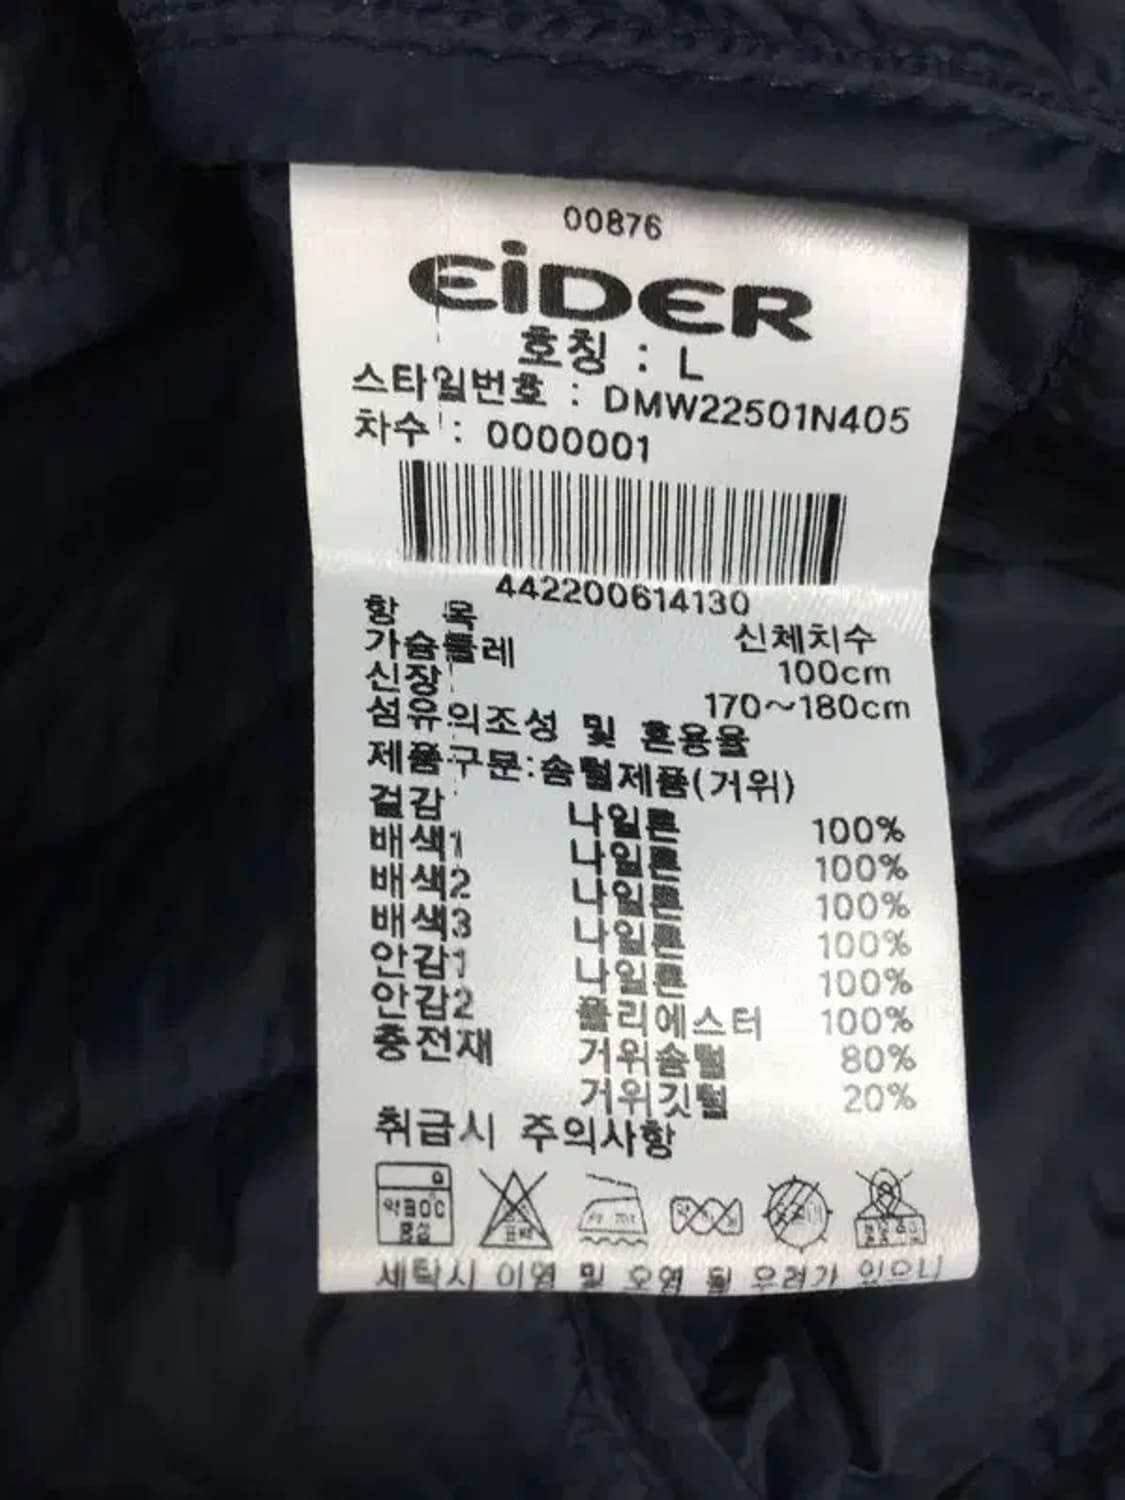 00876
EiDER
호칭 : L
스타일번호 : DMW22501N405
차수 : 0000001
442200614130
항 목 신체치수
가슴둘레 100cm
신장 170~180cm
섬유의조성 및 혼용율
제품구분:솜털제품(거위)
겉감 나일론 100%
배색1 나일론 100%
배색2 나일론 100%
배색3 나일론 100%
안감1 나일론 100%
안감2 폴리에스터 100%
충전재 거위솜털 80%
거위깃털 20%
취급시 주의사항
약30℃
중성
세탁시 이염 및 오염 될 우려가 있으니